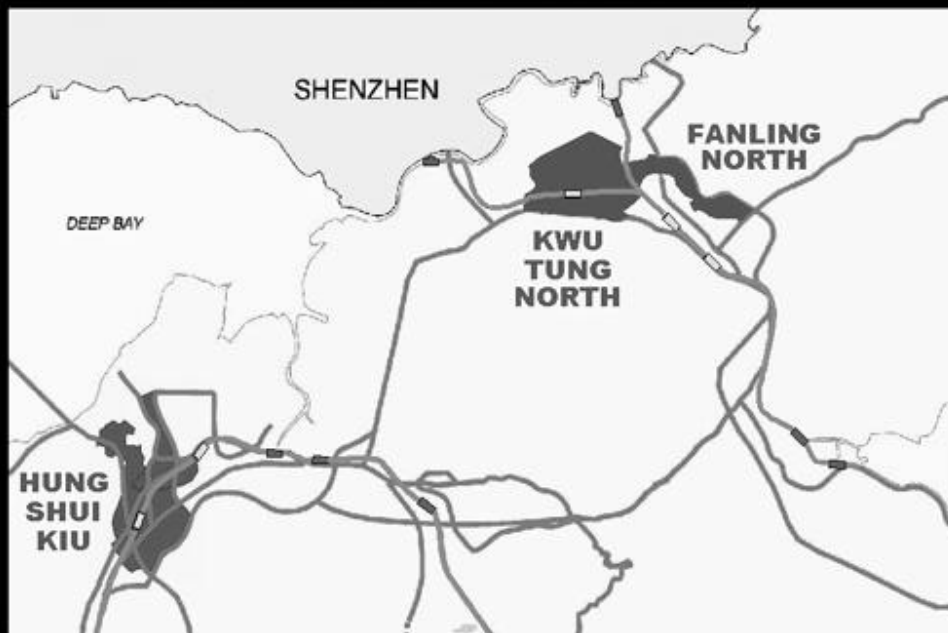 SHENZHEN
FANLING
NORTH
DEEP BAY
KWU
TUNG
NORTH
HUNG
SHUI
KIU